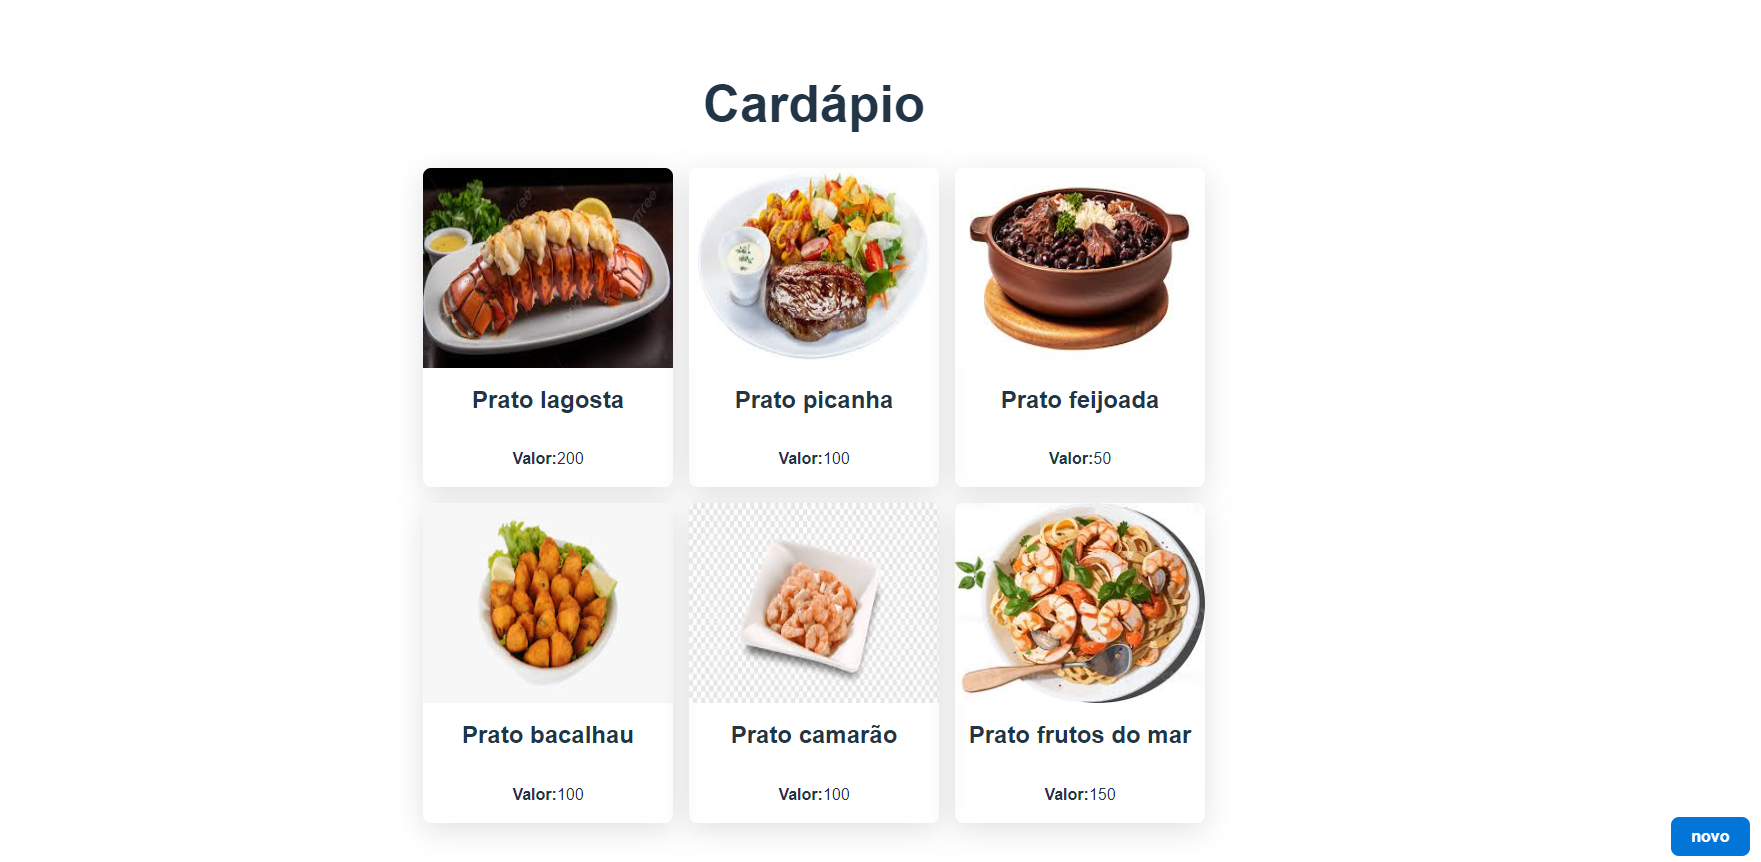 Cardápio
Prato lagosta
Valor:200
Prato picanha
Valor:100
Prato feijoada
Valor:50
Prato bacalhau
Valor:100
Prato camarão
Valor:100
Prato frutos do mar
Valor:150
novo